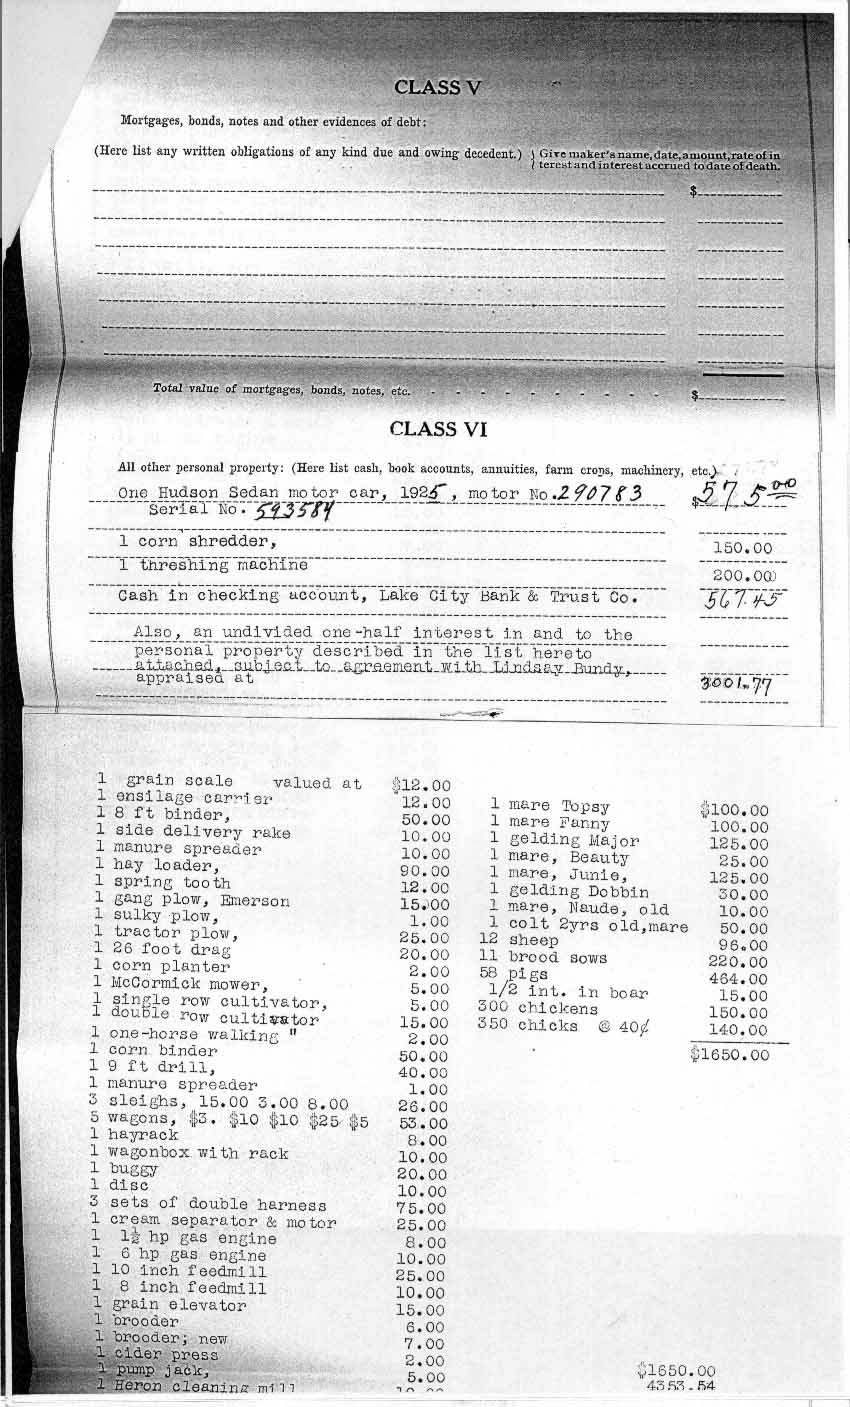 CLASS V
Mortgages, bonds, notes and other evidences of debt:
(Here list any written obligations of any kind due and owing decedent.) } Give maker's name, date, amount, rate of in
terest and interest accrued to date of death.
$
Total value of mortgages, bonds, notes, etc. - - - - - - - - - - $
CLASS VI
All other personal property: (Here list cash, book accounts, annuities, farm crops, machinery, etc.)
One Hudson Sedan motor car, 1925, motor No. 290783 $575.00
Serial No. 593584
1 corn shredder, 150.00
1 threshing machine 200.00
Cash in checking account, Lake City Bank & Trust Co. 567.45
Also, an undivided one-half interest in and to the
personal property described in the list hereto
attached, subject to agreement with Lindsay Bundy,
appraised at 3001.77
1 grain scale valued at $12.00
1 ensilage carrier 12.00
1 8 ft binder, 50.00
1 side delivery rake 10.00
1 manure spreader 10.00
1 hay loader, 90.00
1 spring tooth 12.00
1 gang plow, Emerson 15.00
1 sulky plow, 1.00
1 tractor plow, 25.00
1 26 foot drag 20.00
1 corn planter 2.00
1 McCormick mower, 5.00
1 single row cultivator, 5.00
1 double row cultivator 15.00
1 one-horse walking " 2.00
1 corn binder 50.00
1 9 ft drill, 40.00
1 manure spreader 1.00
3 sleighs, 15.00 3.00 8.00 26.00
5 wagons, $3. $10 $10 $25 $5 53.00
1 hayrack 8.00
1 wagonbox with rack 10.00
1 buggy 20.00
1 disc 10.00
3 sets of double harness 75.00
1 cream separator & motor 25.00
1 1½ hp gas engine 8.00
1 6 hp gas engine 10.00
1 10 inch feedmill 25.00
1 8 inch feedmill 10.00
1 grain elevator 15.00
1 brooder 6.00
1 brooder; new 7.00
1 cider press 2.00
1 pump jack, 5.00
1 Heron cleaning mill
1 mare Topsy $100.00
1 mare Fanny 100.00
1 gelding Major 125.00
1 mare, Beauty 25.00
1 mare, Junie, 125.00
1 gelding Dobbin 30.00
1 mare, Naude, old 10.00
1 colt 2yrs old,mare 50.00
12 sheep 96.00
11 brood sows 220.00
58 pigs 464.00
1/2 int. in boar 15.00
300 chickens 150.00
350 chicks @ 40¢ 140.00
$1650.00
$1650.00
4353.54